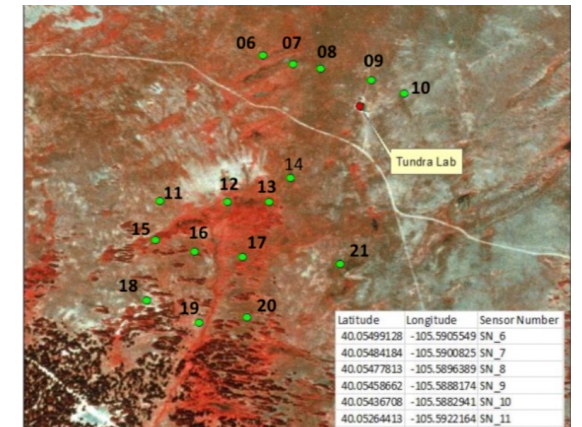 06 07 08
09
10
Tundra Lab
14
11 12 13
15 16 17
21
18
19 20
Latitude Longitude Sensor Number
40.05499128 -105.5905549 SN_6
40.05484184 -105.5900825 SN_7
40.05477813 -105.5896389 SN_8
40.05458662 -105.5888174 SN_9
40.05436708 -105.5882941 SN_10
40.05264413 -105.5922164 SN_11